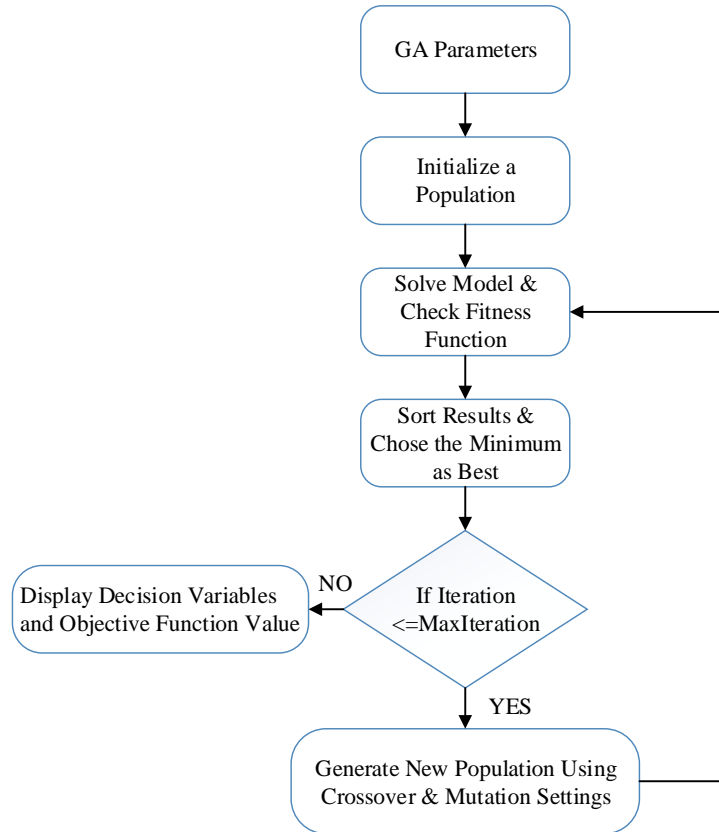 GA Parameters
Initialize a
Population
Solve Model &
Check Fitness
Function
Sort Results &
Chose the Minimum
as Best
If Iteration
<=MaxIteration
NO
Display Decision Variables
and Objective Function Value
YES
Generate New Population Using
Crossover & Mutation Settings